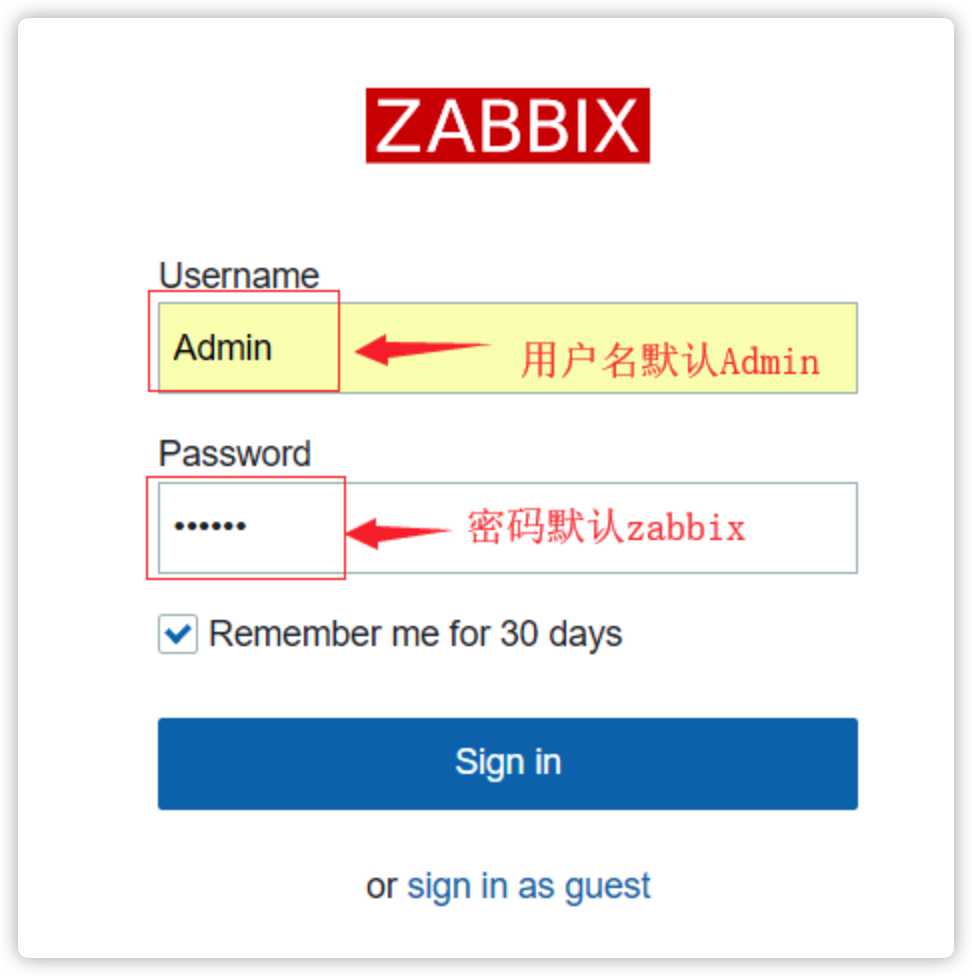 ZABBIX
Username
Admin
用户名默认Admin
Password
••••••
密码默认zabbix
Remember me for 30 days
Sign in
or sign in as guest